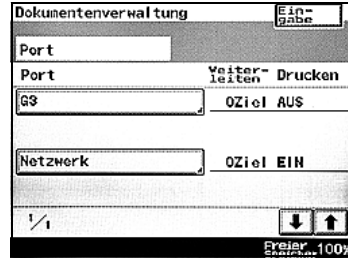 Dokumentenverwaltung
Ein-
gabe
Port
Port Weiter-
leiten Drucken
G3 0Ziel AUS
Netzwerk 0Ziel EIN
1/1
Freier
Speicher 100%